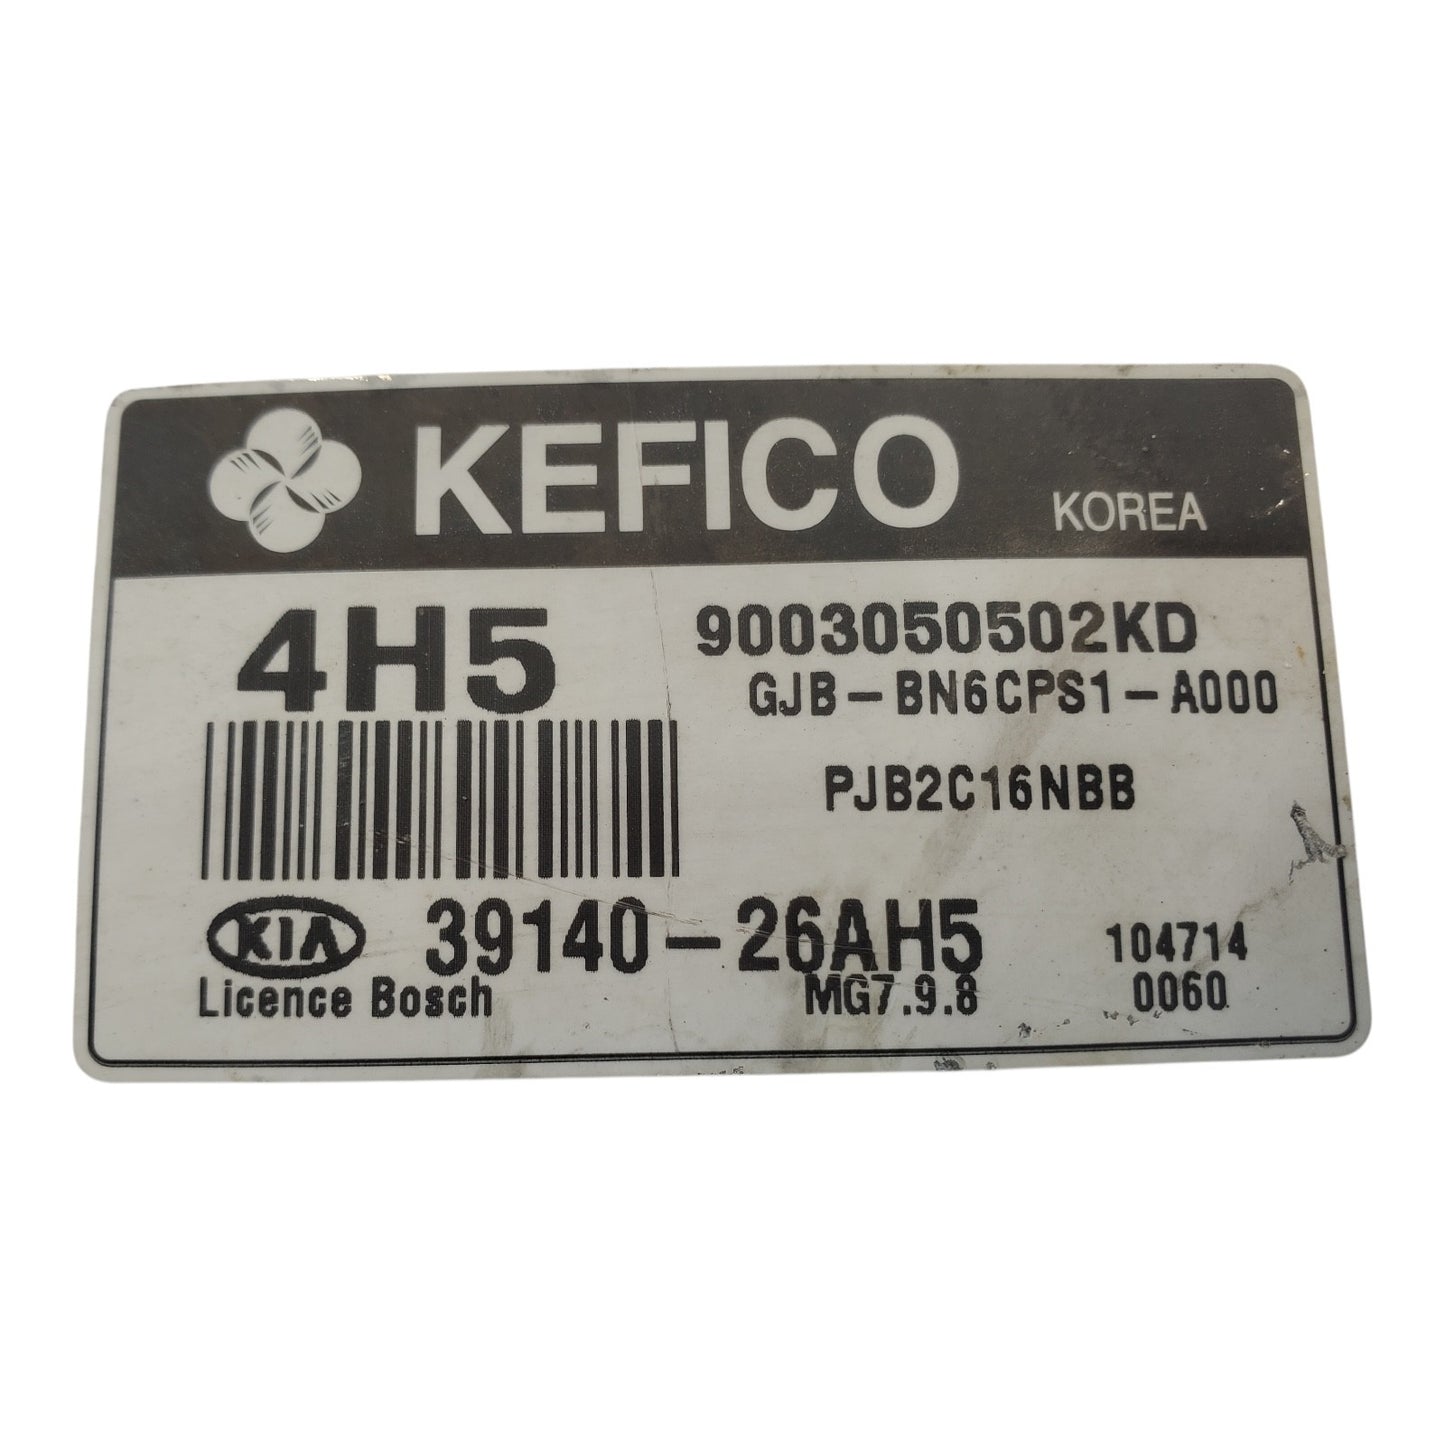 KEFICO KOREA
4H5 9003050502KD
GJB-BN6CPS1-A000
PJB2C16NBB
KIA 39140-26AH5 104714
Licence Bosch MG7.9.8 0060